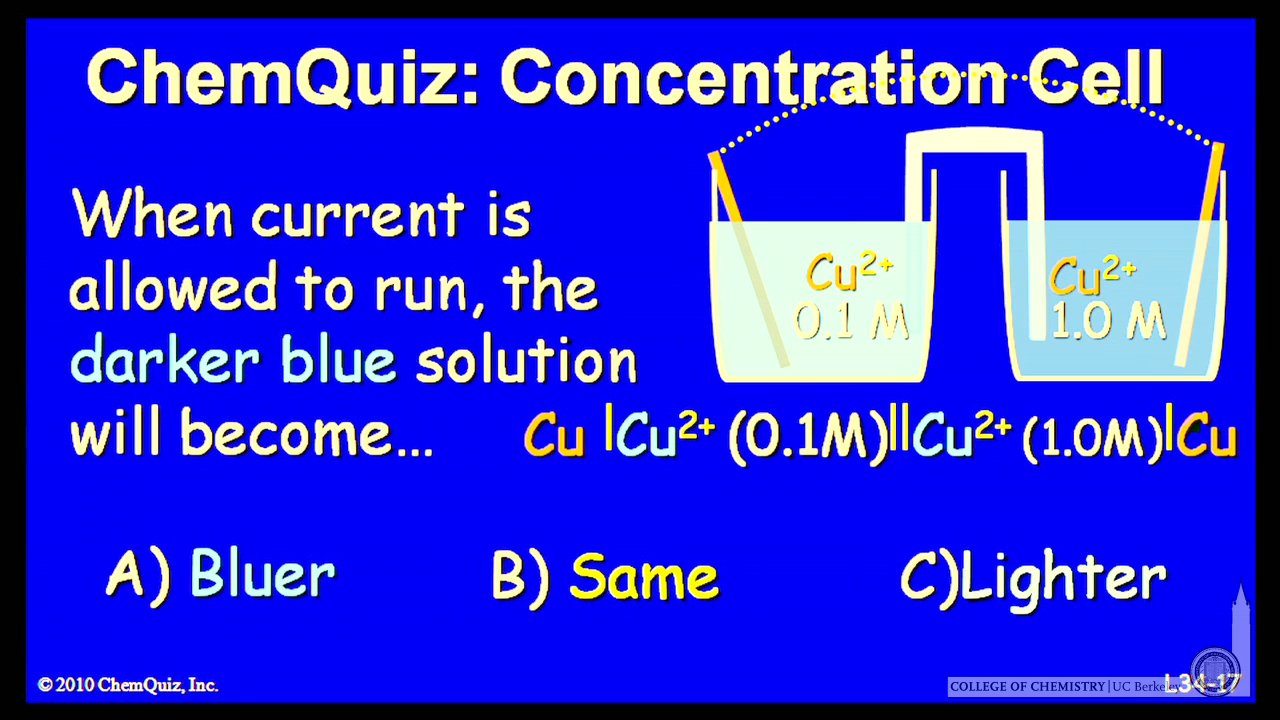 ChemQuiz: Concentration Cell
When current is
allowed to run, the
darker blue solution
will become...
Cu²⁺
0.1 M
Cu²⁺
1.0 M
Cu |Cu²⁺ (0.1M)||Cu²⁺ (1.0M)|Cu
A) Bluer
B) Same
C)Lighter
© 2010 ChemQuiz, Inc.
COLLEGE OF CHEMISTRY | UC Berkeley
L34-17